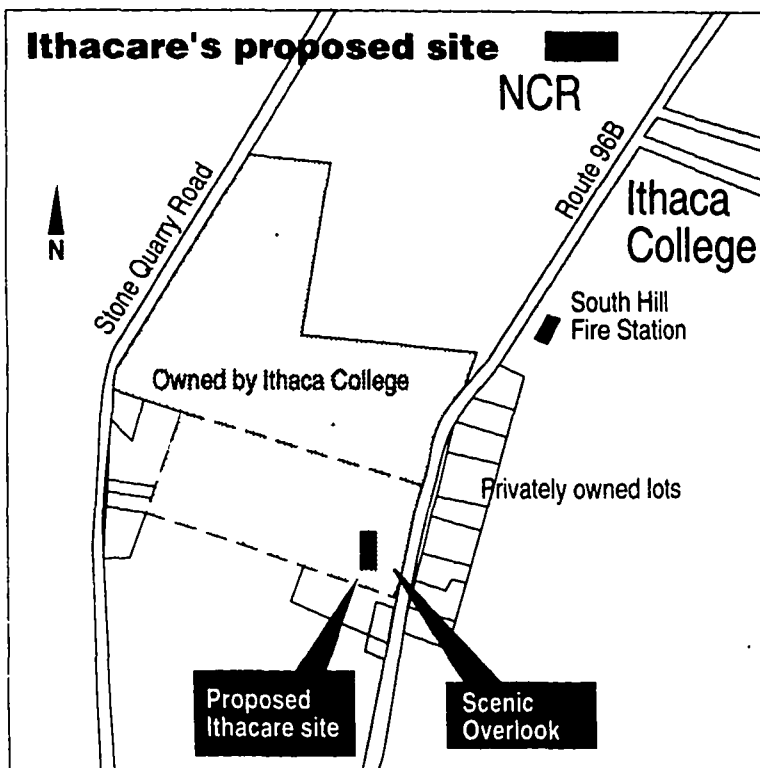 Ithacare's proposed site
NCR
Route 96B
Stone Quarry Road
N
Ithaca
College
South Hill
Fire Station
Owned by Ithaca College
Privately owned lots
Proposed
Ithacare site
Scenic
Overlook